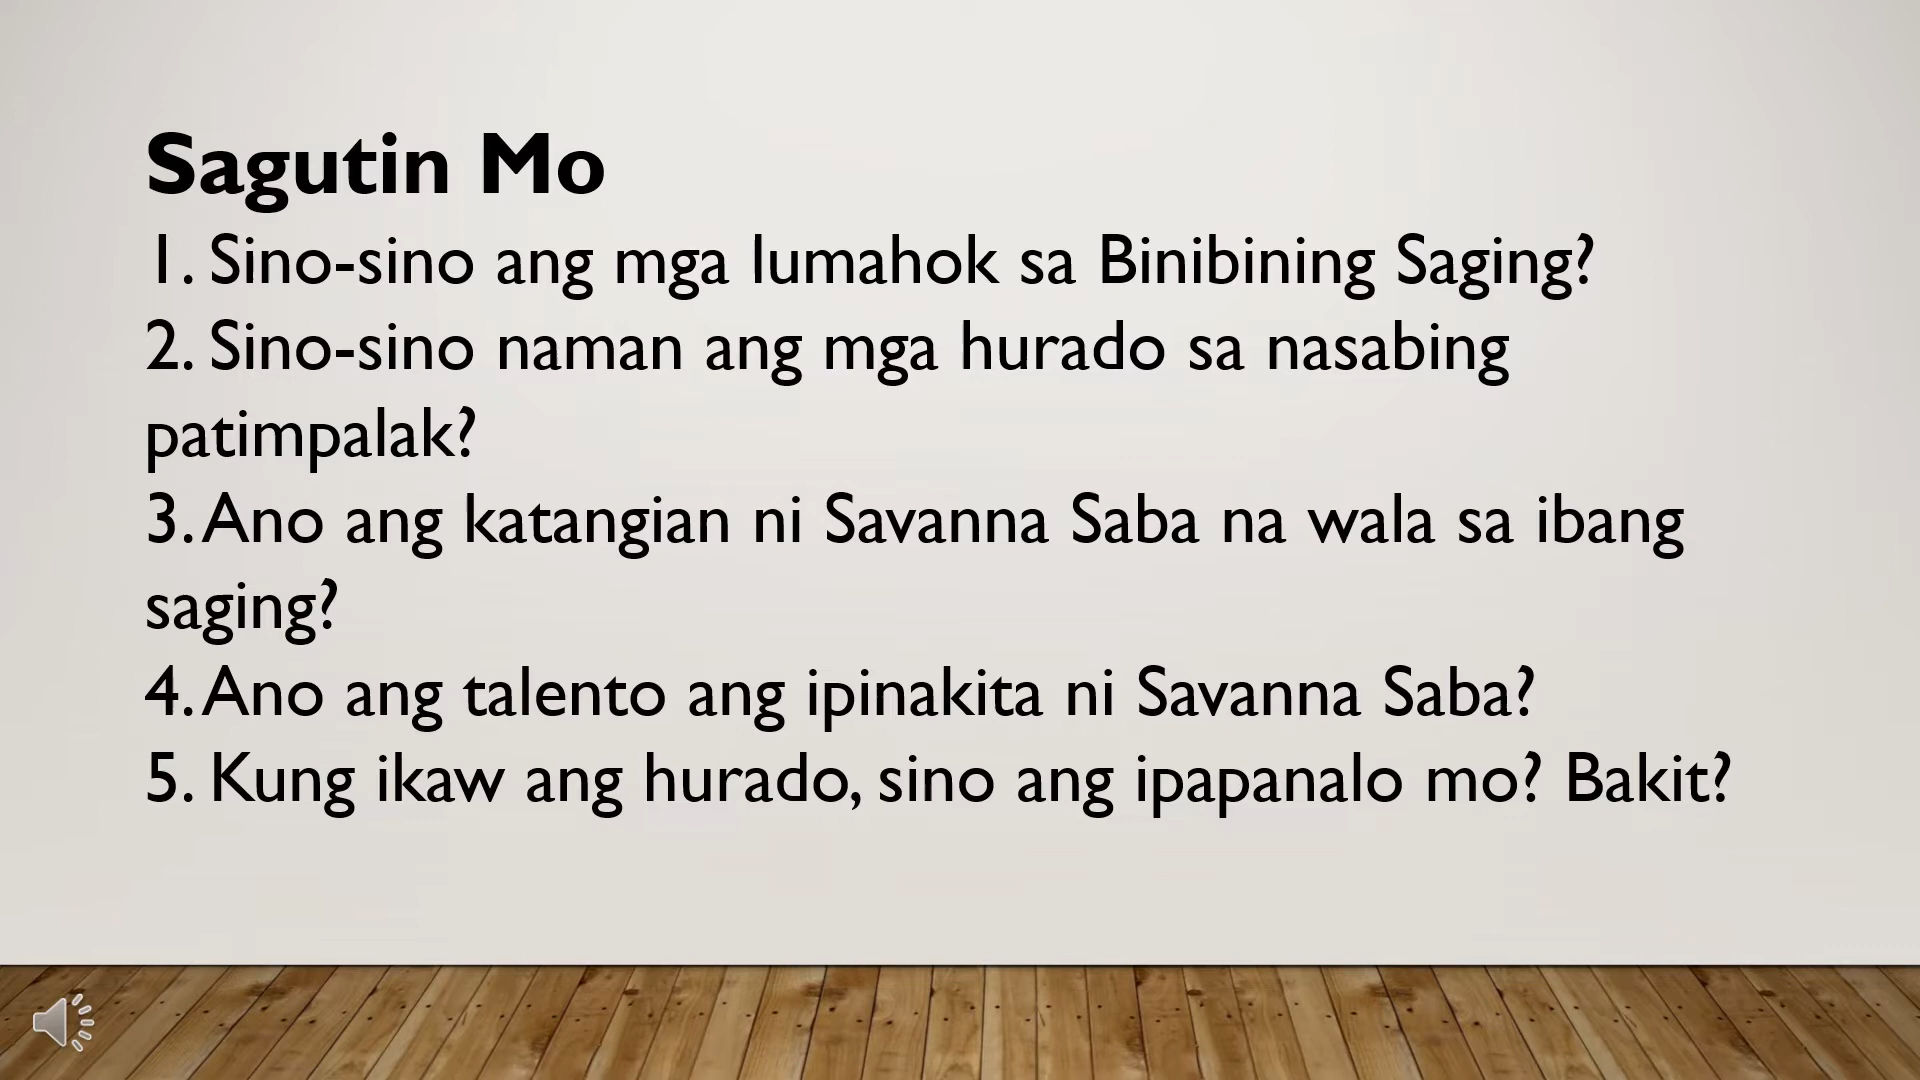 Sagutin Mo
1. Sino-sino ang mga lumahok sa Binibining Saging?
2. Sino-sino naman ang mga hurado sa nasabing
patimpalak?
3. Ano ang katangian ni Savanna Saba na wala sa ibang
saging?
4. Ano ang talento ang ipinakita ni Savanna Saba?
5. Kung ikaw ang hurado, sino ang ipapanalo mo? Bakit?